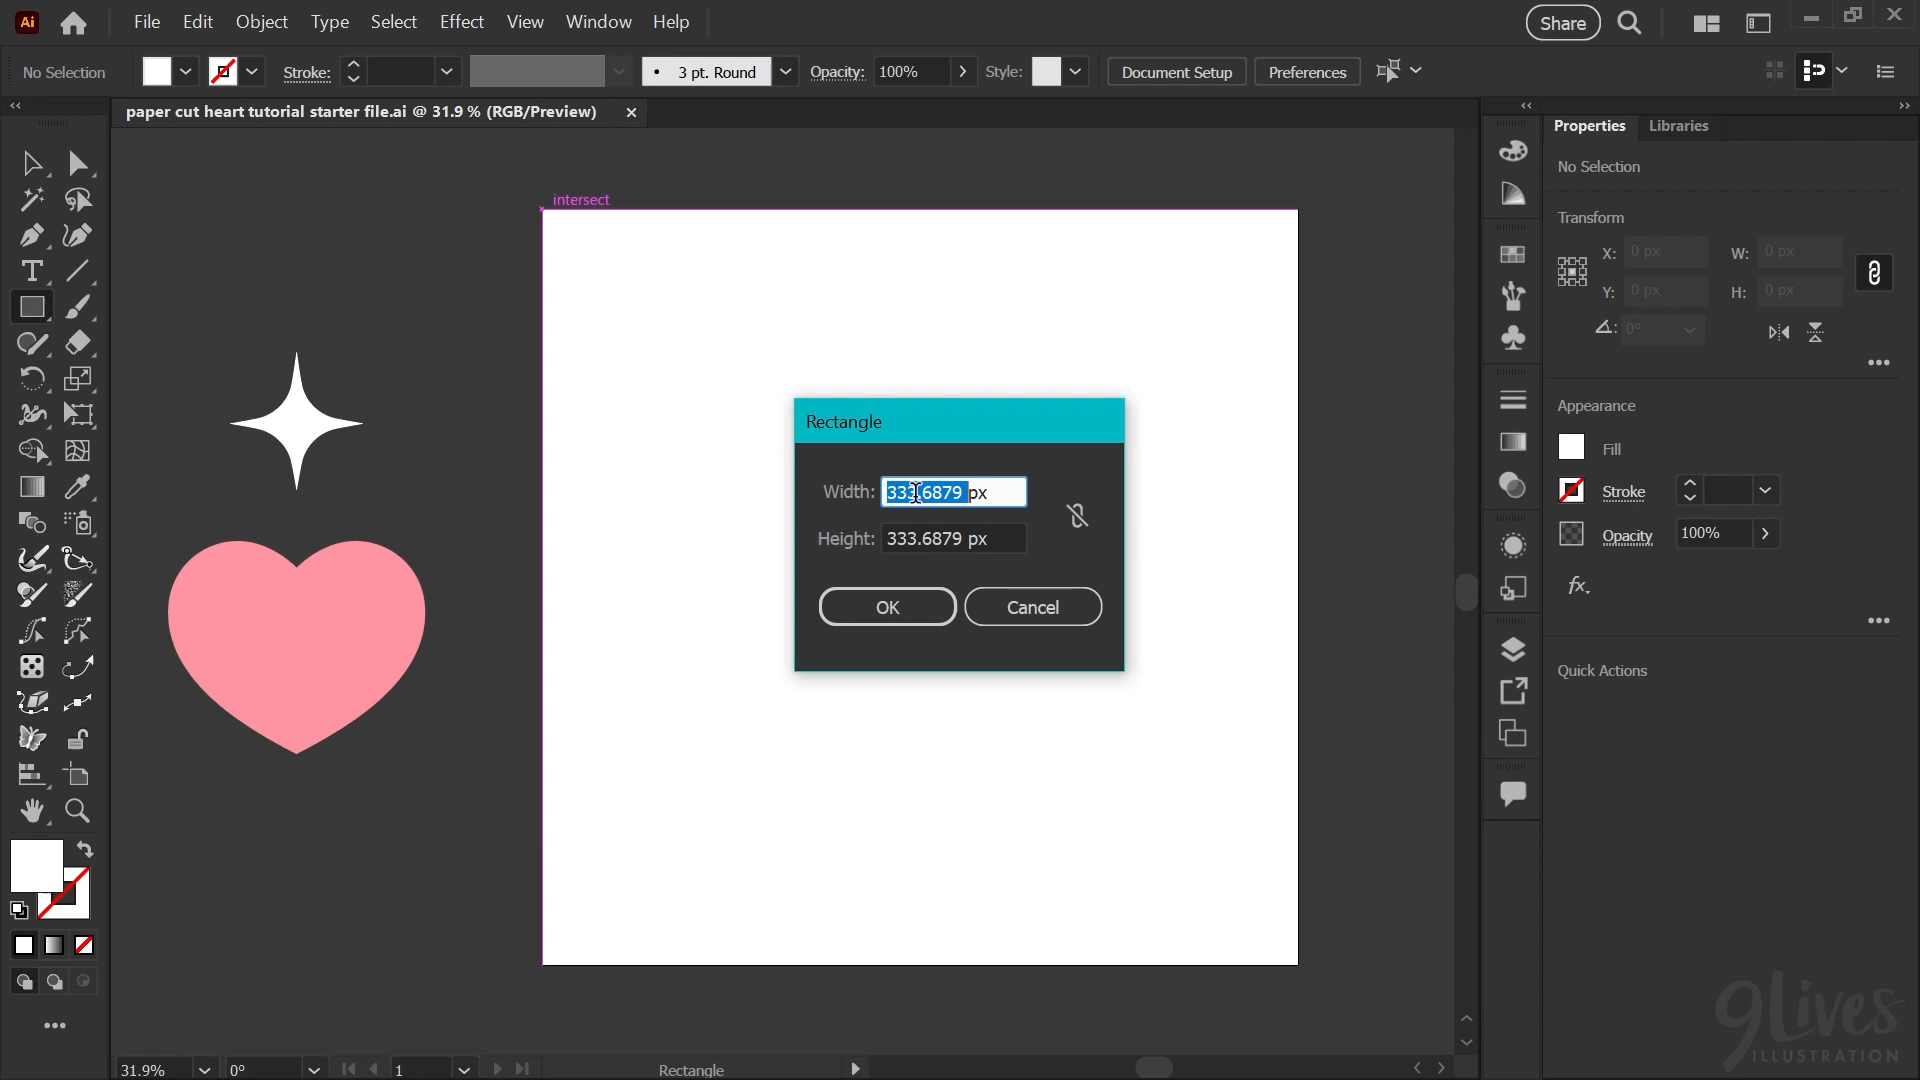 Ai File Edit Object Type Select Effect View Window Help Share
No Selection Stroke: 3 pt. Round Opacity: 100% Style: Document Setup Preferences
paper cut heart tutorial starter file.ai @ 31.9 % (RGB/Preview)
Properties Libraries
No Selection
Transform
X: 0 px W: 0 px
Y: 0 px H: 0 px
0°
Appearance
Fill
Stroke
Opacity 100%
fx.
Quick Actions
intersect
Rectangle
Width: 333.6879 px
Height: 333.6879 px
OK Cancel
31.9% 0° 1 Rectangle
9Lives
ILLUSTRATION